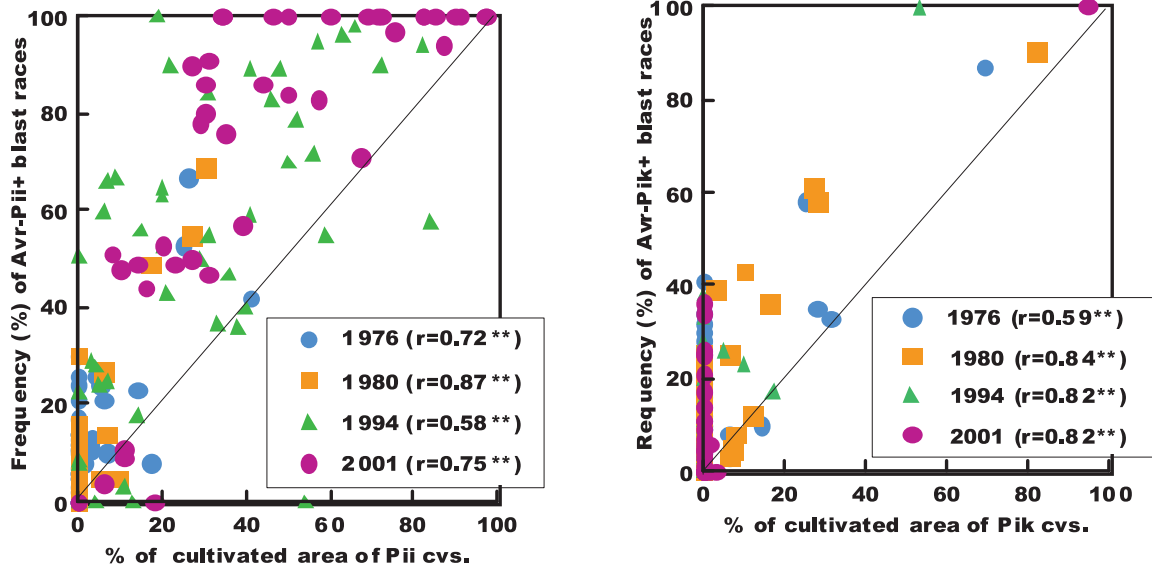 Frequency (%) of Avr-Pii+ blast races
100
80
60
40
20
0
0 20 40 60 80 100
% of cultivated area of Pii cvs.
1976 (r=0.72**)
1980 (r=0.87**)
1994 (r=0.58**)
2001 (r=0.75**)
Requency (%) of Avr-Pik+ blast races
100
80
60
40
20
0
0 20 40 60 80 100
% of cultivated area of Pik cvs.
1976 (r=0.59**)
1980 (r=0.84**)
1994 (r=0.82**)
2001 (r=0.82**)